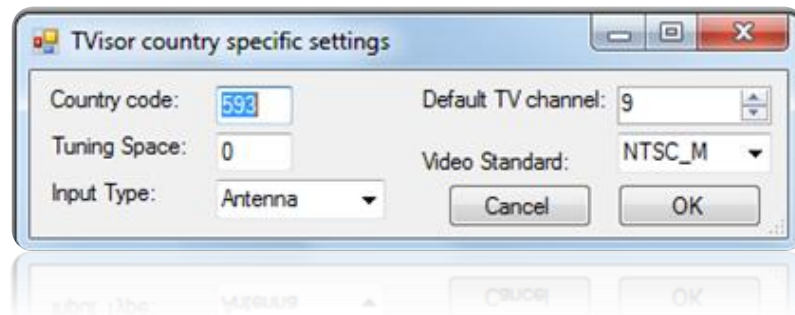 TVisor country specific settings
Country code: 593 Default TV channel: 9
Tuning Space: 0 Video Standard: NTSC_M
Input Type: Antenna Cancel OK